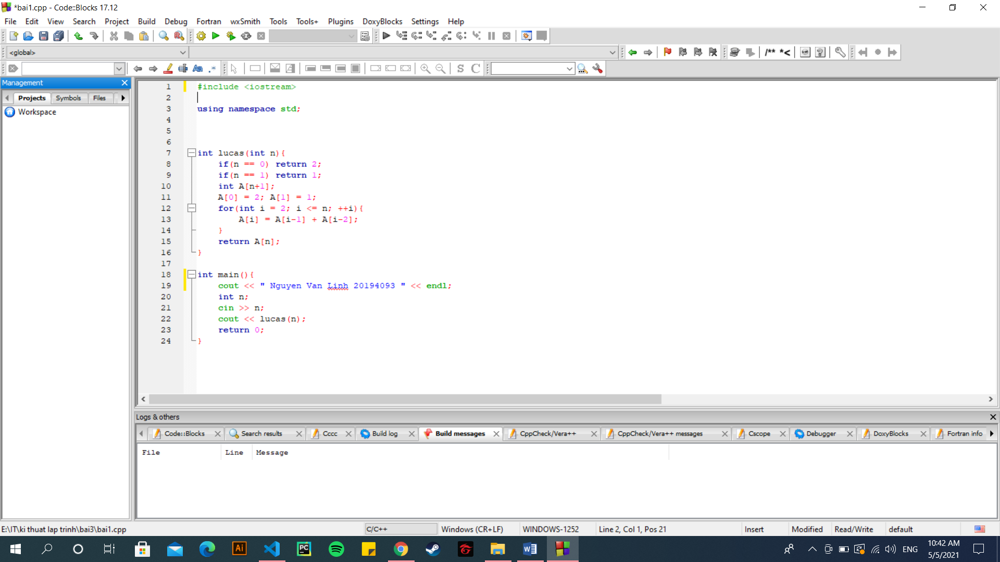 *bai1.cpp - Code::Blocks 17.12
File Edit View Search Project Build Debug Fortran wxSmith Tools Tools+ Plugins DoxyBlocks Settings Help
<global>
/** *<
S C
Management
Projects Symbols Files
Workspace
1 #include <iostream>
2
3 using namespace std;
4
5
6
7 int lucas(int n){
8 if(n == 0) return 2;
9 if(n == 1) return 1;
10 int A[n+1];
11 A[0] = 2; A[1] = 1;
12 for(int i = 2; i <= n; ++i){
13 A[i] = A[i-1] + A[i-2];
14 }
15 return A[n];
16 }
17
18 int main(){
19 cout << " Nguyen Van Linh 20194093 " << endl;
20 int n;
21 cin >> n;
22 cout << lucas(n);
23 return 0;
24 }
Logs & others
Code::Blocks Search results Cccc Build log Build messages CppCheck/Vera++ CppCheck/Vera++ messages Cscope Debugger DoxyBlocks Fortran info
File Line Message
E:\IT\ki thuat lap trinh\bai3\bai1.cpp C/C++ Windows (CR+LF) WINDOWS-1252 Line 2, Col 1, Pos 21 Insert Modified Read/Write default
Ai PC W ENG 10:42 AM
5/5/2021